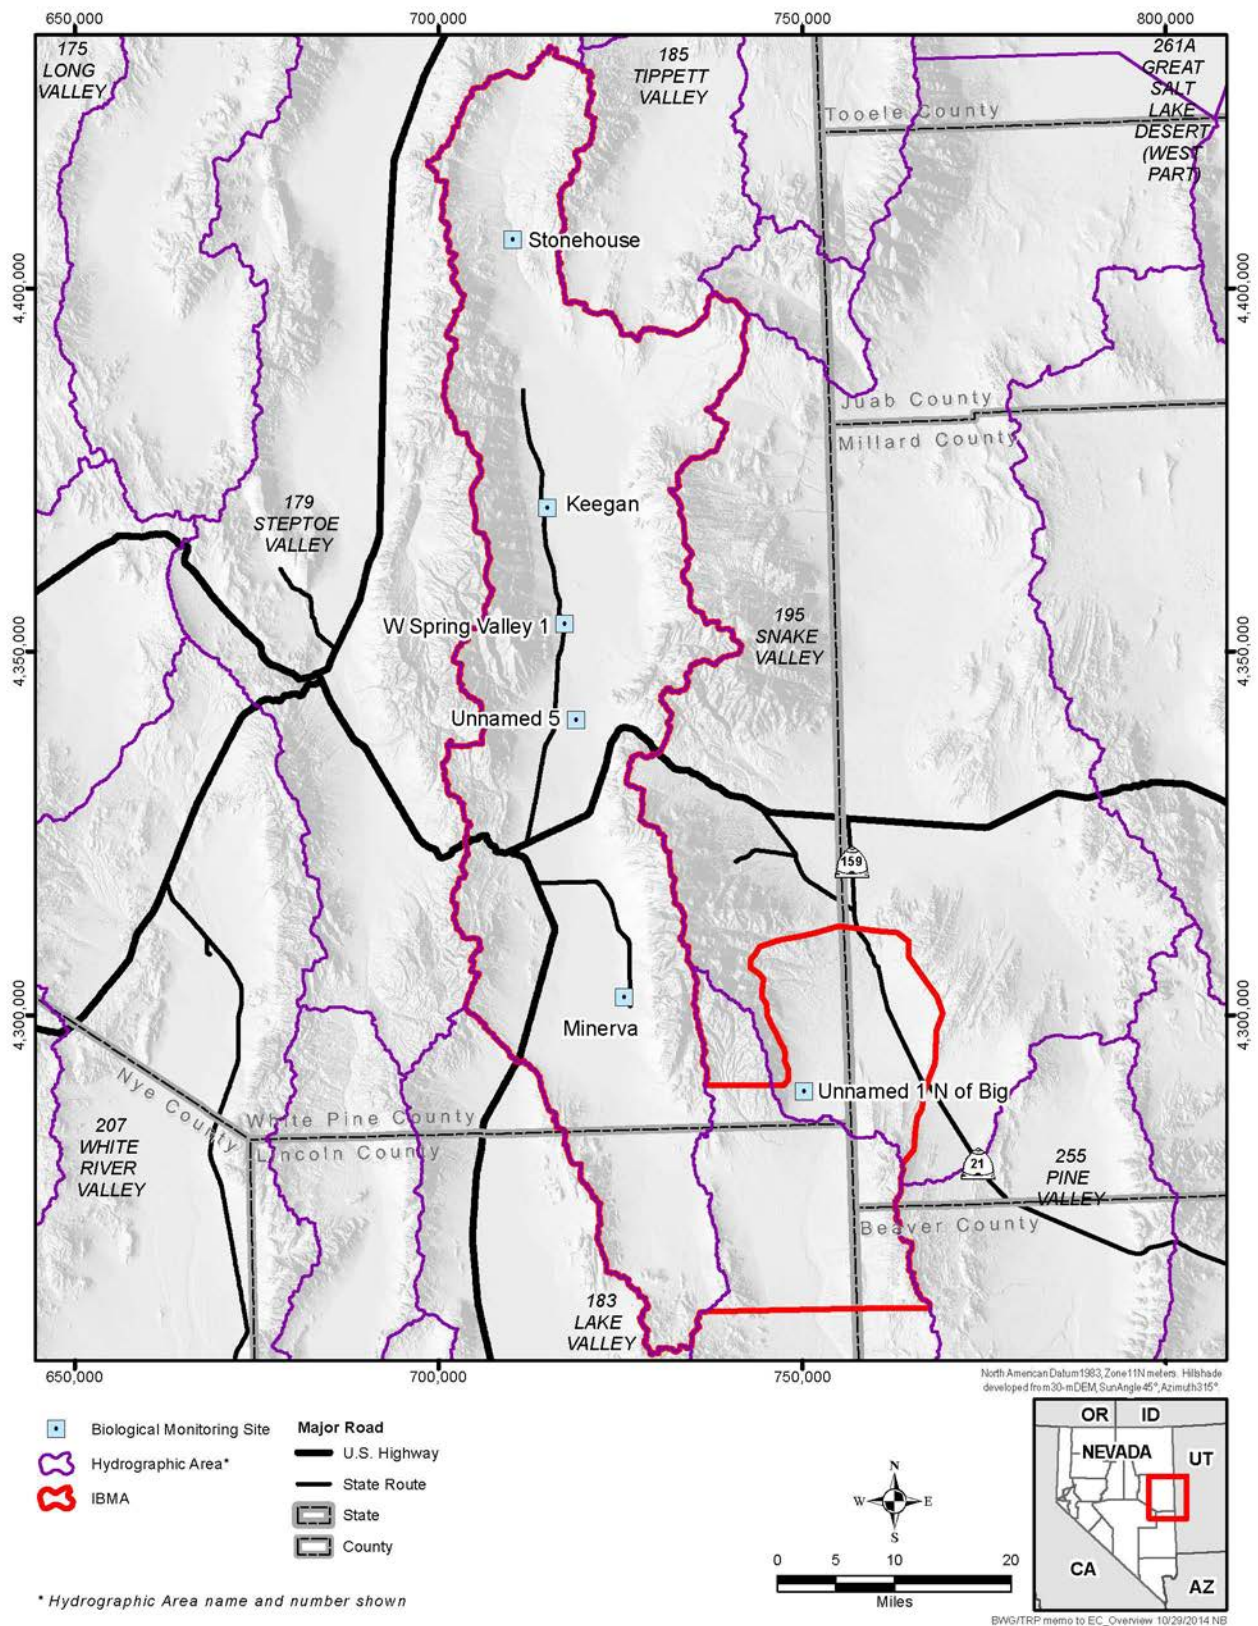 650,000
700,000
750,000
800,000
175
LONG
VALLEY
185
TIPPETT
VALLEY
261A
GREAT
SALT
LAKE
DESERT
(WEST
PART)
Tooele County
Stonehouse
4,400,000
4,400,000
Juab County
Millard County
179
STEPTOE
VALLEY
Keegan
W Spring Valley 1
195
SNAKE
VALLEY
4,350,000
4,350,000
Unnamed 5
159
4,300,000
4,300,000
Minerva
Nye County
White Pine County
Lincoln County
Unnamed 1 N of Big
207
WHITE
RIVER
VALLEY
21
255
PINE
VALLEY
Beaver County
183
LAKE
VALLEY
650,000
700,000
750,000
North American Datum 1983, Zone 11N meters. Hillshade
developed from 30-m DEM, Sun Angle 45°, Azimuth 315°.
Biological Monitoring Site
Hydrographic Area*
IBMA
Major Road
U.S. Highway
State Route
State
County
* Hydrographic Area name and number shown
N
W
E
S
0
5
10
20
Miles
OR
ID
NEVADA
UT
CA
AZ
BWG/TRP memo to EC_Overview 10/29/2014 NB